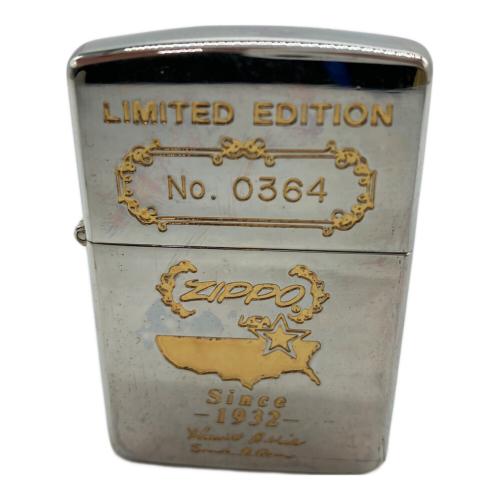 LIMITED EDITION
No. 0364
ZIPPO
USA
Since
-1932-